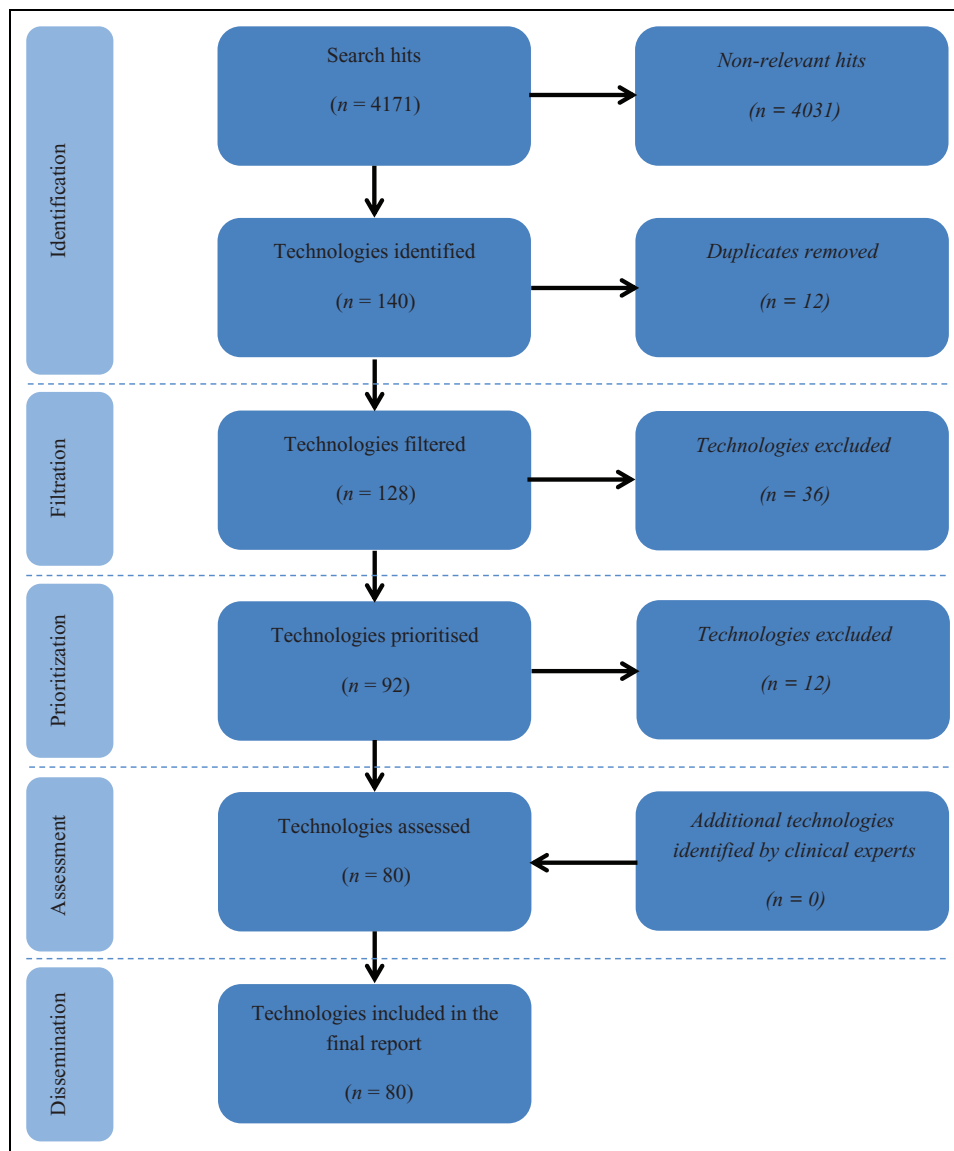 Identification
Search hits
(n = 4171)
Non-relevant hits
(n = 4031)
Technologies identified
(n = 140)
Duplicates removed
(n = 12)
Filtration
Technologies filtered
(n = 128)
Technologies excluded
(n = 36)
Prioritization
Technologies prioritised
(n = 92)
Technologies excluded
(n = 12)
Assessment
Technologies assessed
(n = 80)
Additional technologies
identified by clinical experts
(n = 0)
Dissemination
Technologies included in the
final report
(n = 80)